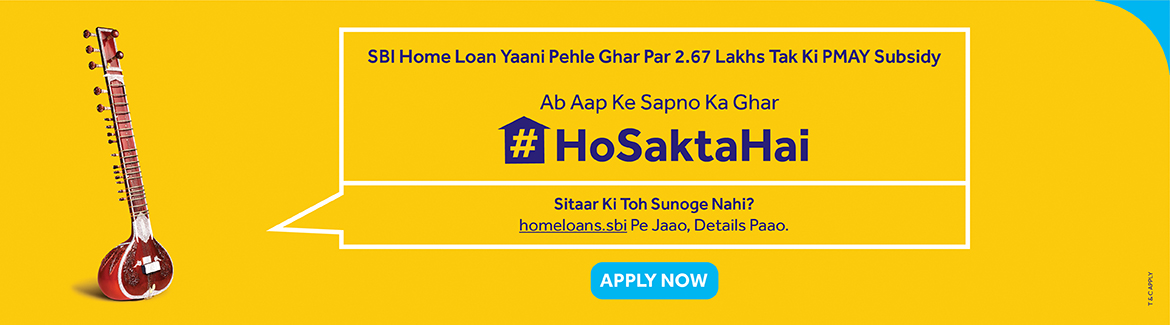 SBI Home Loan Yaani Pehle Ghar Par 2.67 Lakhs Tak Ki PMAY Subsidy
Ab Aap Ke Sapno Ka Ghar
#HoSaktaHai
Sitaar Ki Toh Sunoge Nahi?
homeloans.sbi Pe Jaao, Details Paao.
APPLY NOW
T & C APPLY